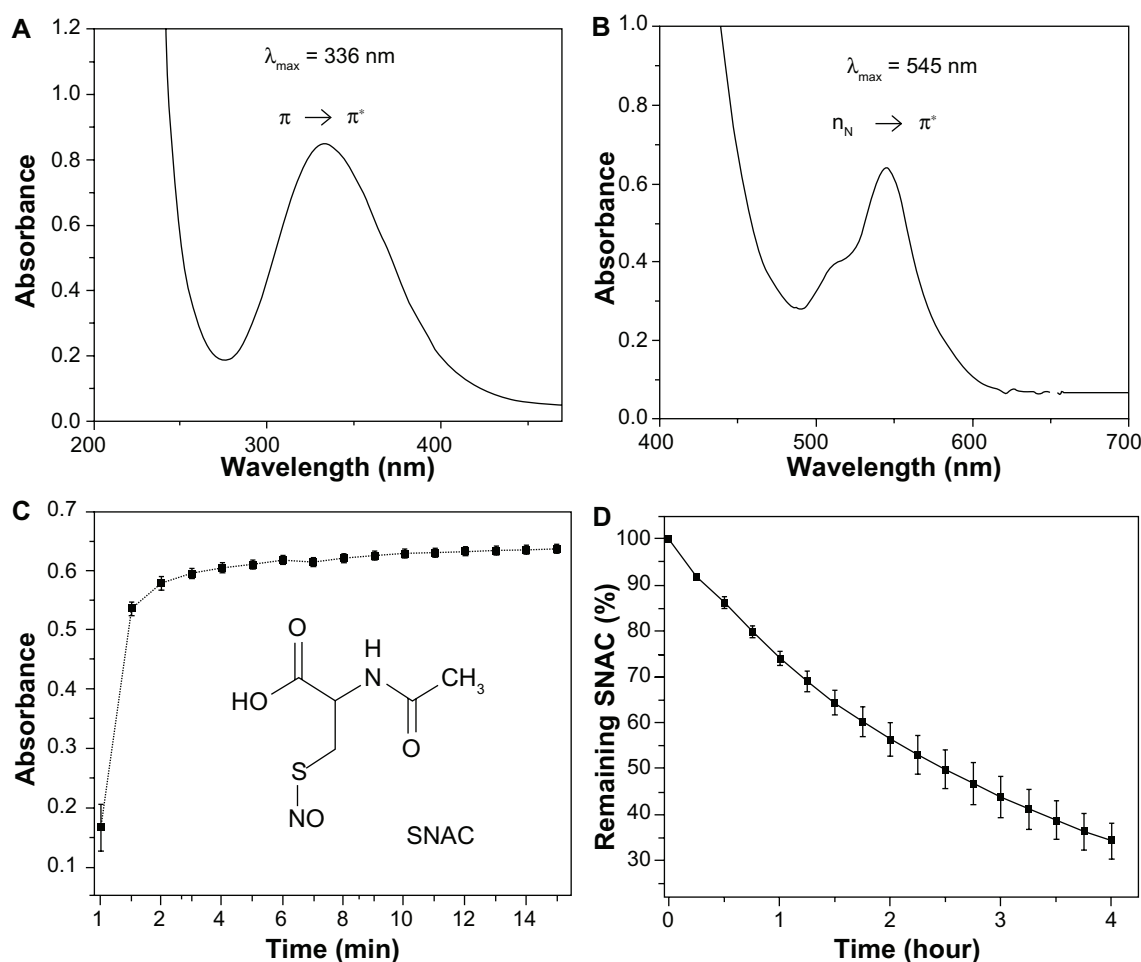 A
λmax = 336 nm
π → π*
Absorbance
1.2
1.0
0.8
0.6
0.4
0.2
0.0
200 300 400
Wavelength (nm)
B
λmax = 545 nm
nN → π*
Absorbance
1.0
0.8
0.6
0.4
0.2
0.0
400 500 600 700
Wavelength (nm)
C
Absorbance
0.7
0.6
0.5
0.4
0.3
0.2
0.1
O
H
HO
N
CH3
O
S
NO
SNAC
1 2 4 6 8 10 12 14
Time (min)
D
Remaining SNAC (%)
100
90
80
70
60
50
40
30
0 1 2 3 4
Time (hour)